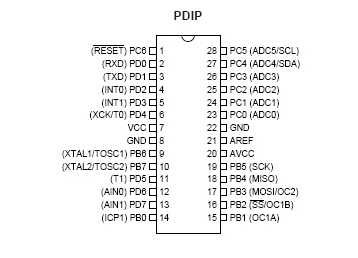 PDIP
(RESET) PC6 1 28 PC5 (ADC5/SCL)
(RXD) PD0 2 27 PC4 (ADC4/SDA)
(TXD) PD1 3 26 PC3 (ADC3)
(INT0) PD2 4 25 PC2 (ADC2)
(INT1) PD3 5 24 PC1 (ADC1)
(XCK/T0) PD4 6 23 PC0 (ADC0)
VCC 7 22 GND
GND 8 21 AREF
(XTAL1/TOSC1) PB6 9 20 AVCC
(XTAL2/TOSC2) PB7 10 19 PB5 (SCK)
(T1) PD5 11 18 PB4 (MISO)
(AIN0) PD6 12 17 PB3 (MOSI/OC2)
(AIN1) PD7 13 16 PB2 (SS/OC1B)
(ICP1) PB0 14 15 PB1 (OC1A)